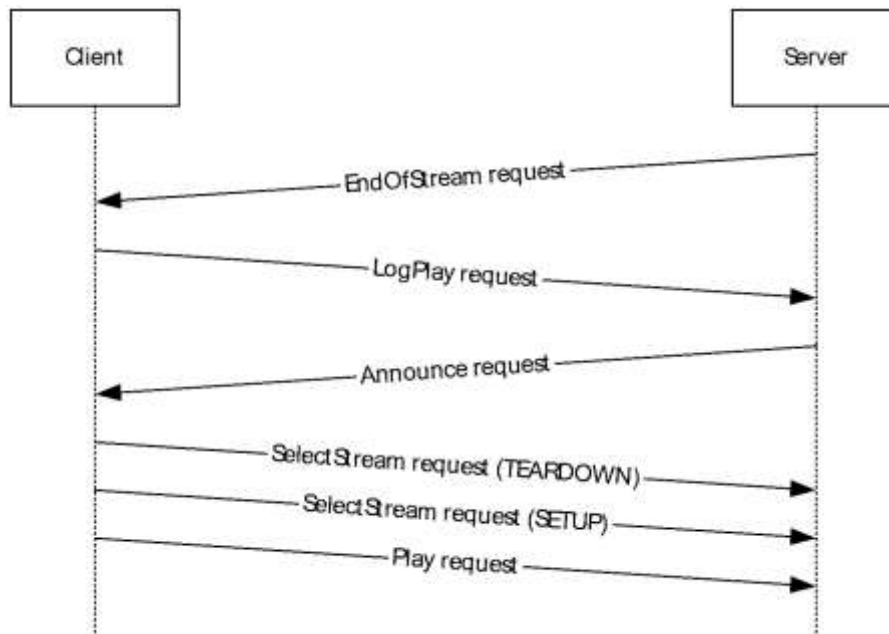 Client
Server
EndOfStream request
LogPlay request
Announce request
SelectStream request (TEARDOWN)
SelectStream request (SETUP)
Play request